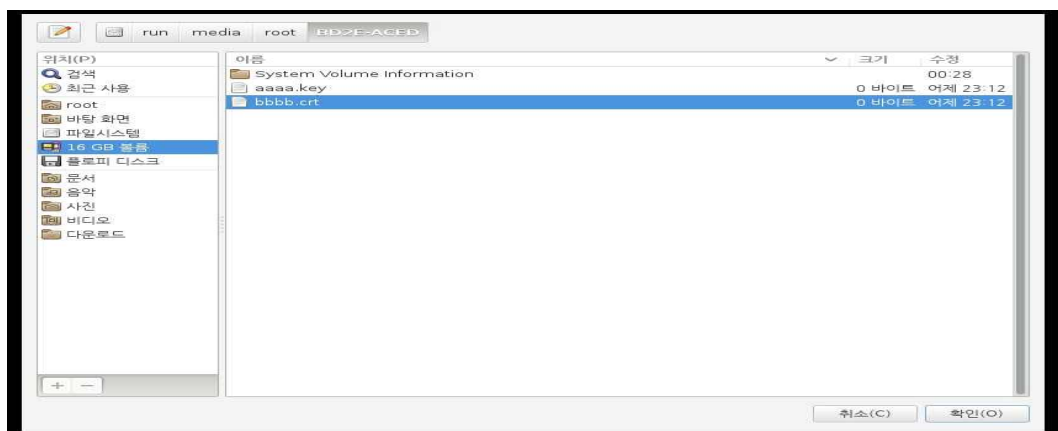 run media root BD2E-ACED
위치(P)
검색
최근 사용
root
바탕 화면
파일시스템
16 GB 볼륨
플로피 디스크
문서
음악
사진
비디오
다운로드
이름 크기 수정
System Volume Information 00:28
aaaa.key 0 바이트 어제 23:12
bbbb.crt 0 바이트 어제 23:12
취소(C) 확인(O)